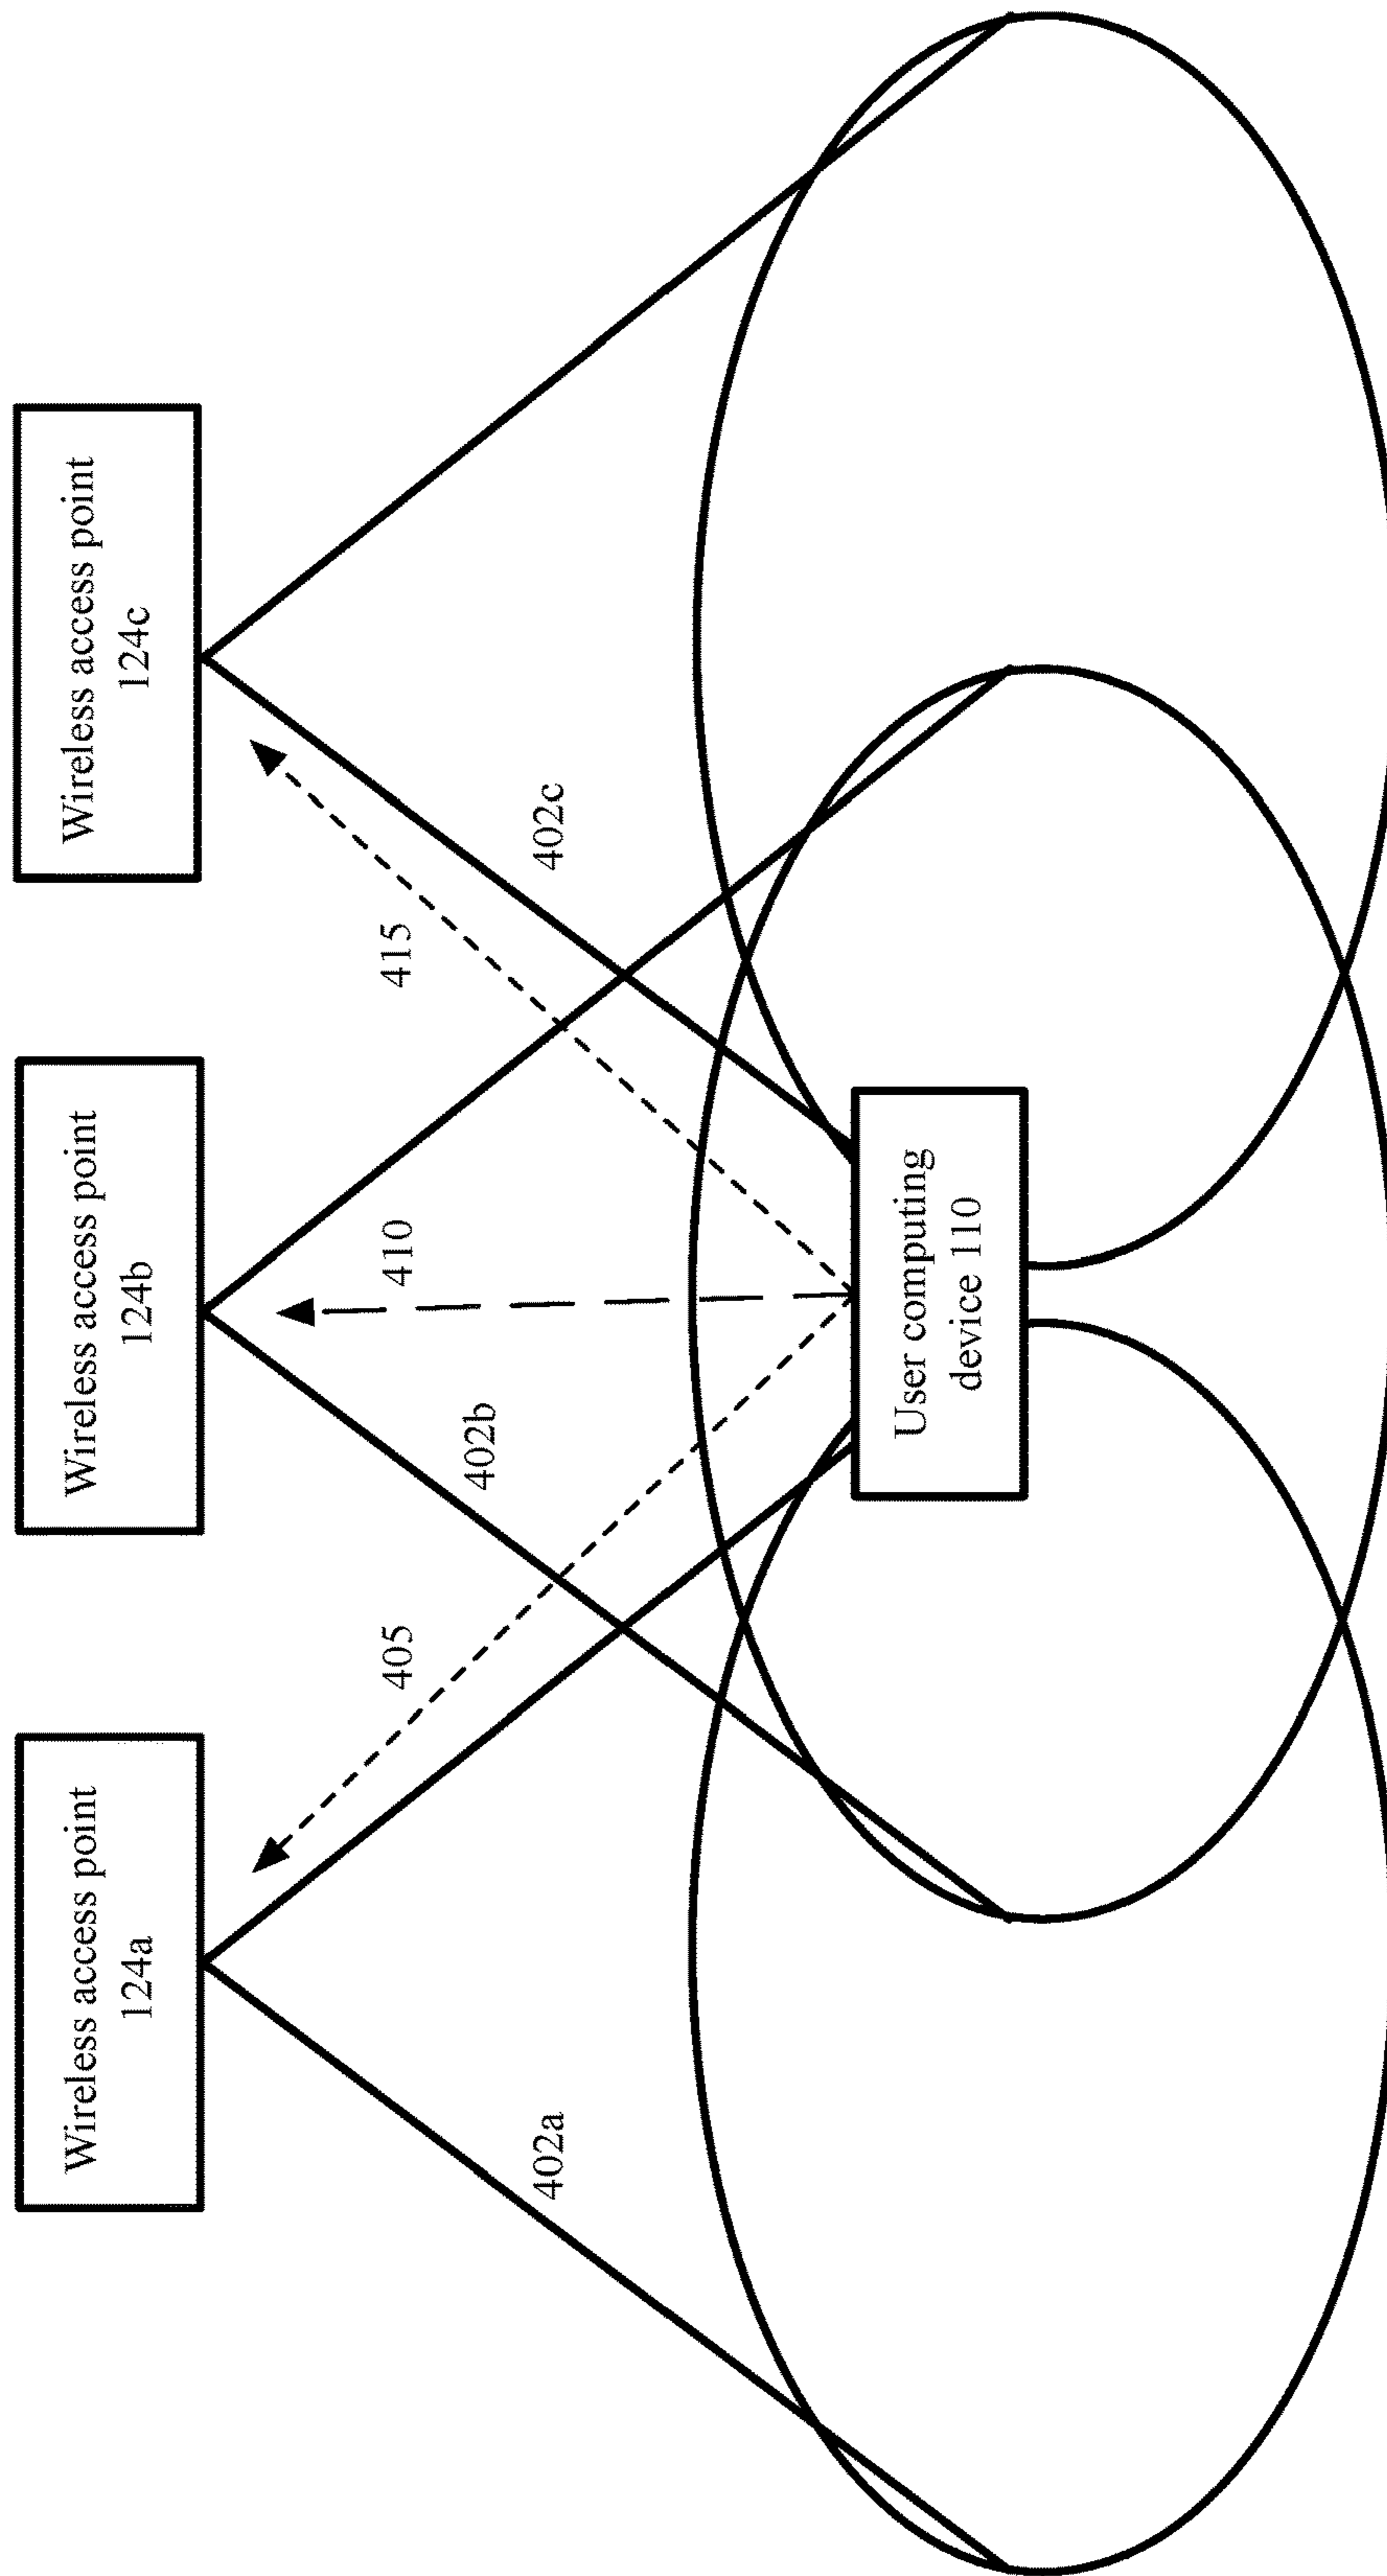 Wireless access point
124a
Wireless access point
124b
Wireless access point
124c
405
410
415
402a
402b
402c
User computing
device 110